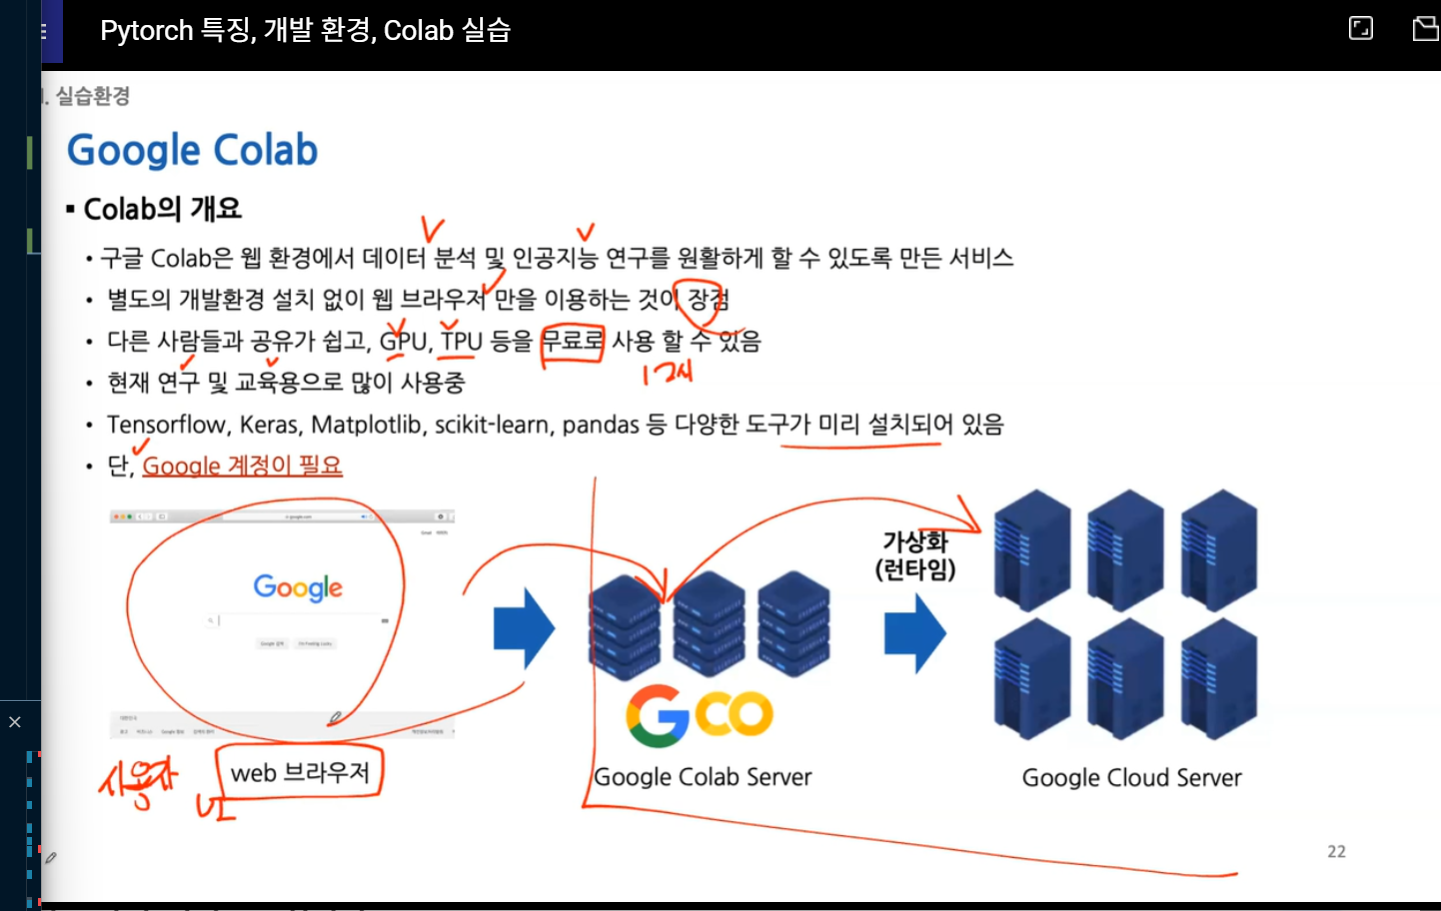 Pytorch 특징, 개발 환경, Colab 실습
. 실습환경
Google Colab
▪ Colab의 개요
• 구글 Colab은 웹 환경에서 데이터 분석 및 인공지능 연구를 원활하게 할 수 있도록 만든 서비스
• 별도의 개발환경 설치 없이 웹 브라우저 만을 이용하는 것이 장점
• 다른 사람들과 공유가 쉽고, GPU, TPU 등을 무료로 사용 할 수 있음
• 현재 연구 및 교육용으로 많이 사용중
• Tensorflow, Keras, Matplotlib, scikit-learn, pandas 등 다양한 도구가 미리 설치되어 있음
• 단, Google 계정이 필요
Google
가상화
(런타임)
G CO
사용자
UI
web 브라우저
Google Colab Server
Google Cloud Server
22